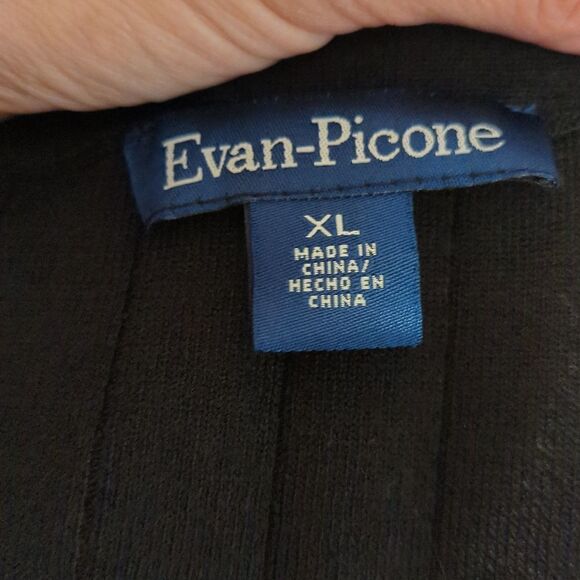 Evan-Picone
XL
MADE IN
CHINA/
HECHO EN
CHINA